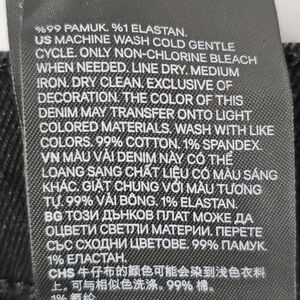 %99 PAMUK. %1 ELASTAN.
US MACHINE WASH COLD GENTLE
CYCLE. ONLY NON-CHLORINE BLEACH
WHEN NEEDED. LINE DRY. MEDIUM
IRON. DRY CLEAN. EXCLUSIVE OF
DECORATION. THE COLOR OF THIS
DENIM MAY TRANSFER ONTO LIGHT
COLORED MATERIALS. WASH WITH LIKE
COLORS. 99% COTTON. 1% SPANDEX.
VN MÀU VẢI DENIM NÀY CÓ THỂ
LOANG SANG CHẤT LIỆU CÓ MÀU SÁNG
KHÁC. GIẶT CHUNG VỚI MÀU TƯƠNG
TỰ. 99% VẢI BÔNG. 1% ELASTAN.
BG ТОЗИ ДЪНКОВ ПЛАТ МОЖЕ ДА
ОЦВЕТИ СВЕТЛИ МАТЕРИИ. ПЕРЕТЕ
СЪС СХОДНИ ЦВЕТОВЕ. 99% ПАМУК.
1% ЕЛАСТАН.
CHS 牛仔布的颜色可能会染到浅色衣料
上. 可与相似色洗涤. 99% 棉.
1% 氨纶